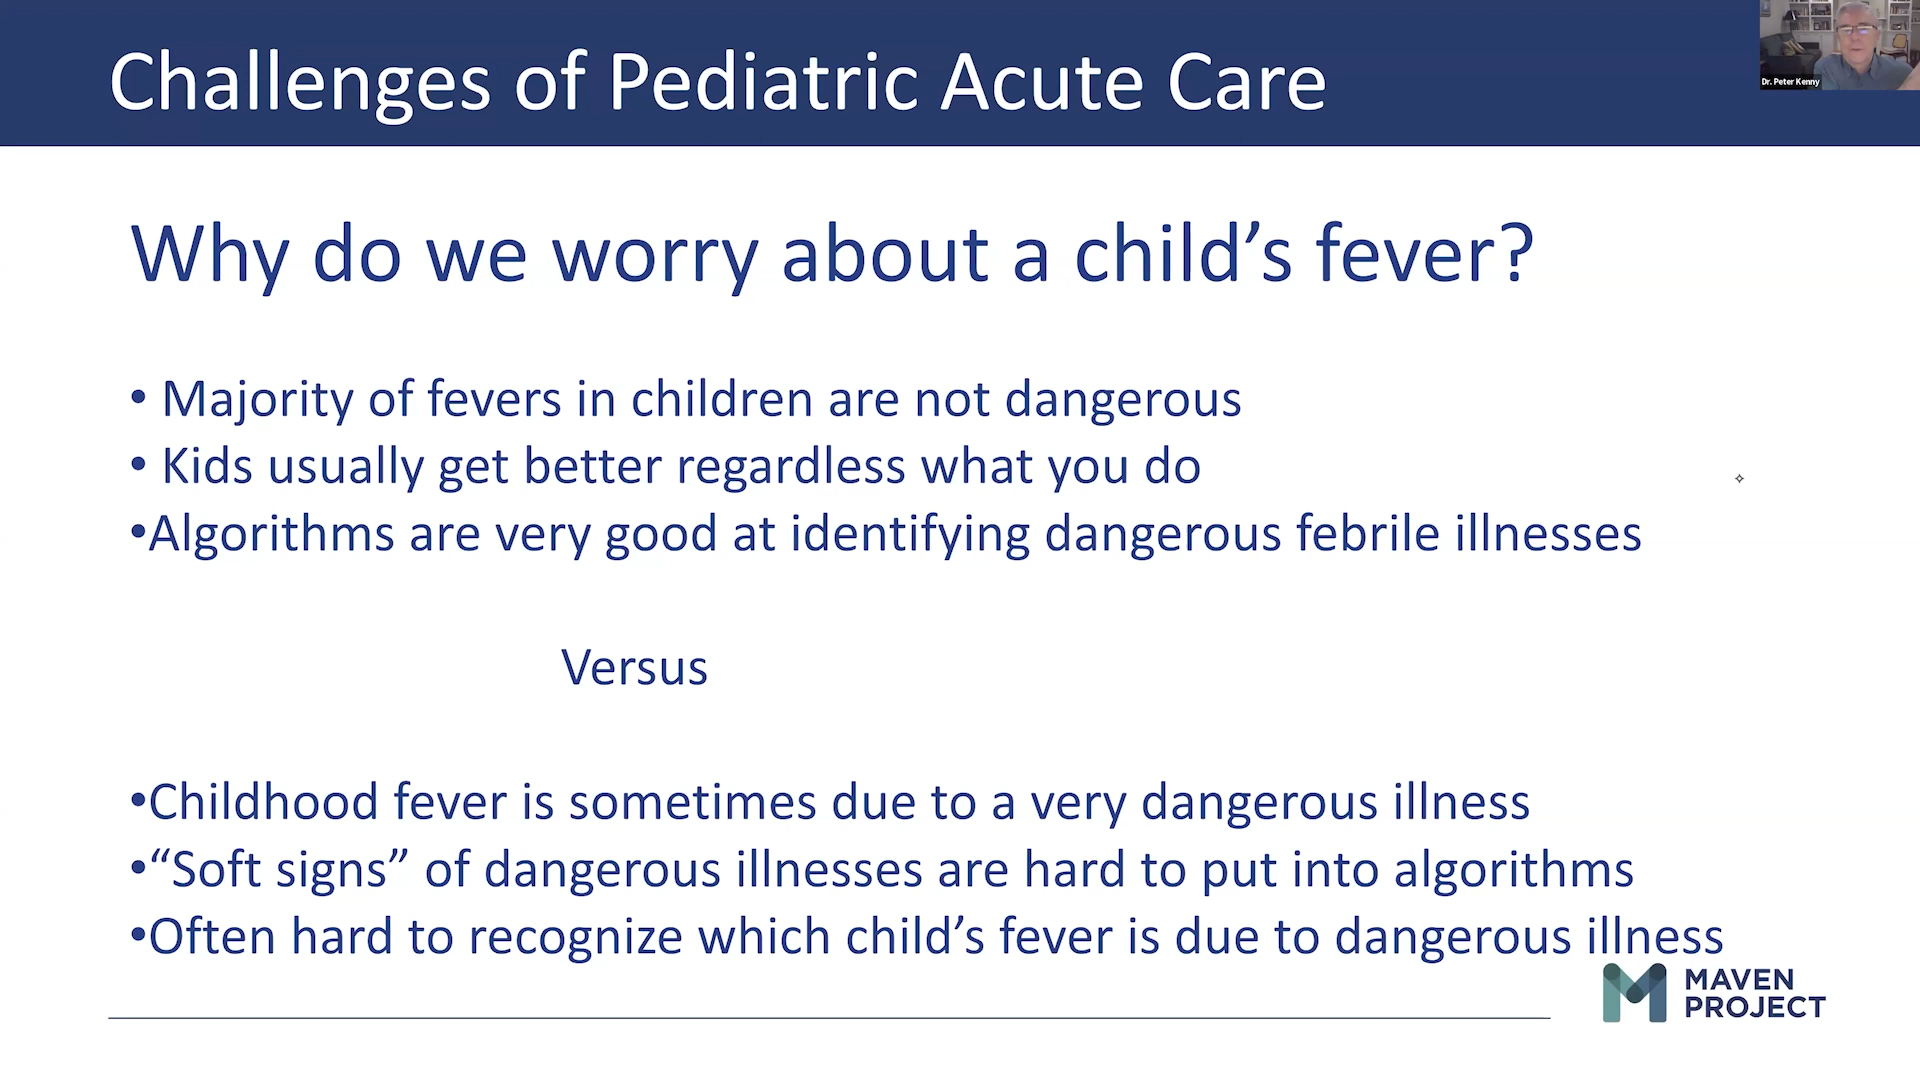 Challenges of Pediatric Acute Care
Dr. Peter Kenny
Why do we worry about a child’s fever?
• Majority of fevers in children are not dangerous
• Kids usually get better regardless what you do
•Algorithms are very good at identifying dangerous febrile illnesses
Versus
•Childhood fever is sometimes due to a very dangerous illness
•“Soft signs” of dangerous illnesses are hard to put into algorithms
•Often hard to recognize which child’s fever is due to dangerous illness
MAVEN
PROJECT